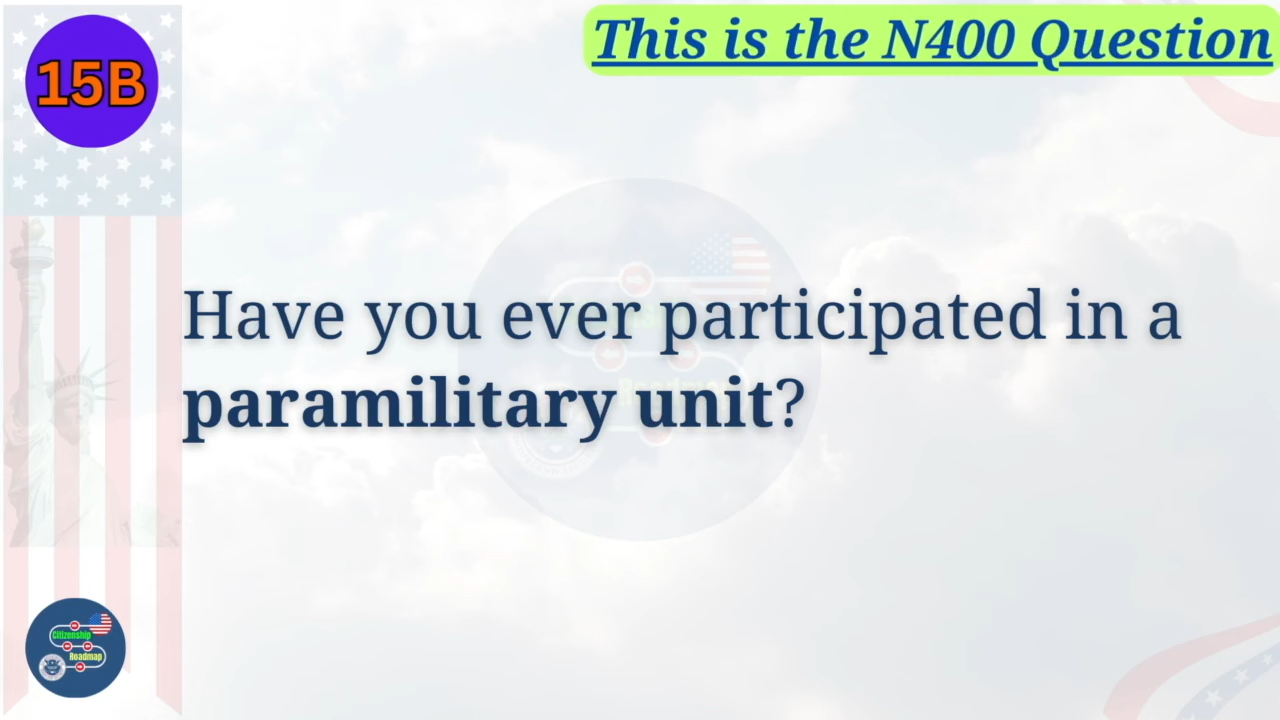 15B
This is the N400 Question
Have you ever participated in a
paramilitary unit?
Citizenship
Roadmap